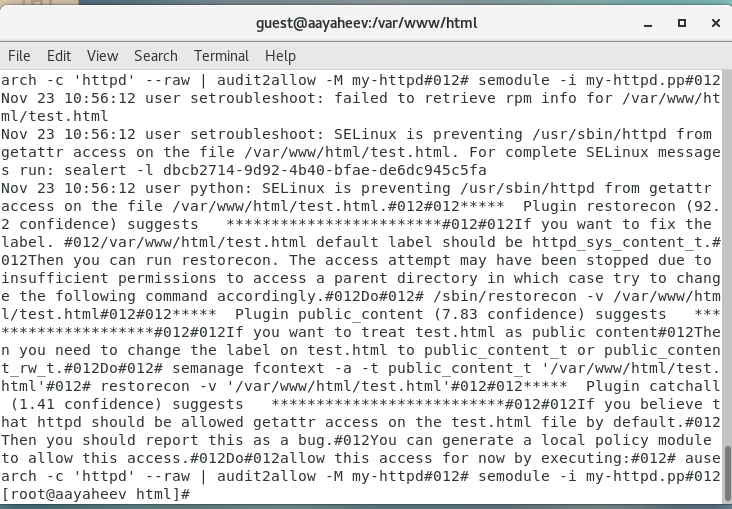 guest@aayaheev:/var/www/html
File Edit View Search Terminal Help
arch -c 'httpd' --raw | audit2allow -M my-httpd#012# semodule -i my-httpd.pp#012
Nov 23 10:56:12 user setroubleshoot: failed to retrieve rpm info for /var/www/ht
ml/test.html
Nov 23 10:56:12 user setroubleshoot: SELinux is preventing /usr/sbin/httpd from
getattr access on the file /var/www/html/test.html. For complete SELinux message
s run: sealert -l dbcb2714-9d92-4b40-bfae-de6dc945c5fa
Nov 23 10:56:12 user python: SELinux is preventing /usr/sbin/httpd from getattr
access on the file /var/www/html/test.html.#012#012*****  Plugin restorecon (92.
2 confidence) suggests   ************************#012#012If you want to fix the
label. #012/var/www/html/test.html default label should be httpd_sys_content_t.#
012Then you can run restorecon. The access attempt may have been stopped due to
insufficient permissions to access a parent directory in which case try to chang
e the following command accordingly.#012Do#012# /sbin/restorecon -v /var/www/htm
l/test.html#012#012*****  Plugin public_content (7.83 confidence) suggests   ***
*****************#012#012If you want to treat test.html as public content#012The
n you need to change the label on test.html to public_content_t or public_conten
t_rw_t.#012Do#012# semanage fcontext -a -t public_content_t '/var/www/html/test.
html'#012# restorecon -v '/var/www/html/test.html'#012#012*****  Plugin catchall
(1.41 confidence) suggests   **************************#012#012If you believe t
hat httpd should be allowed getattr access on the test.html file by default.#012
Then you should report this as a bug.#012You can generate a local policy module
to allow this access.#012Do#012allow this access for now by executing:#012# ause
arch -c 'httpd' --raw | audit2allow -M my-httpd#012# semodule -i my-httpd.pp#012
[root@aayaheev html]#